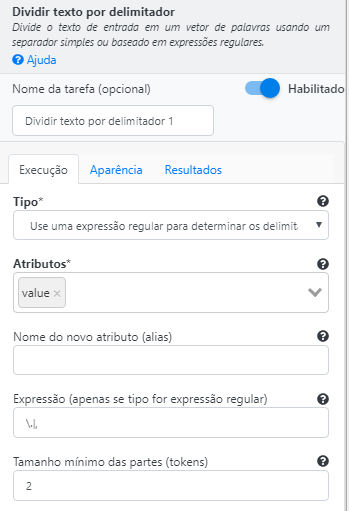 Dividir texto por delimitador
Divide o texto de entrada em um vetor de palavras usando um
separador simples ou baseado em expressões regulares.
Ajuda
Nome da tarefa (opcional)
Habilitado
Dividir texto por delimitador 1
Execução Aparência Resultados
Tipo*
Use uma expressão regular para determinar os delimit
Atributos*
value ×
Nome do novo atributo (alias)
Expressão (apenas se tipo for expressão regular)
\.|,
Tamanho mínimo das partes (tokens)
2